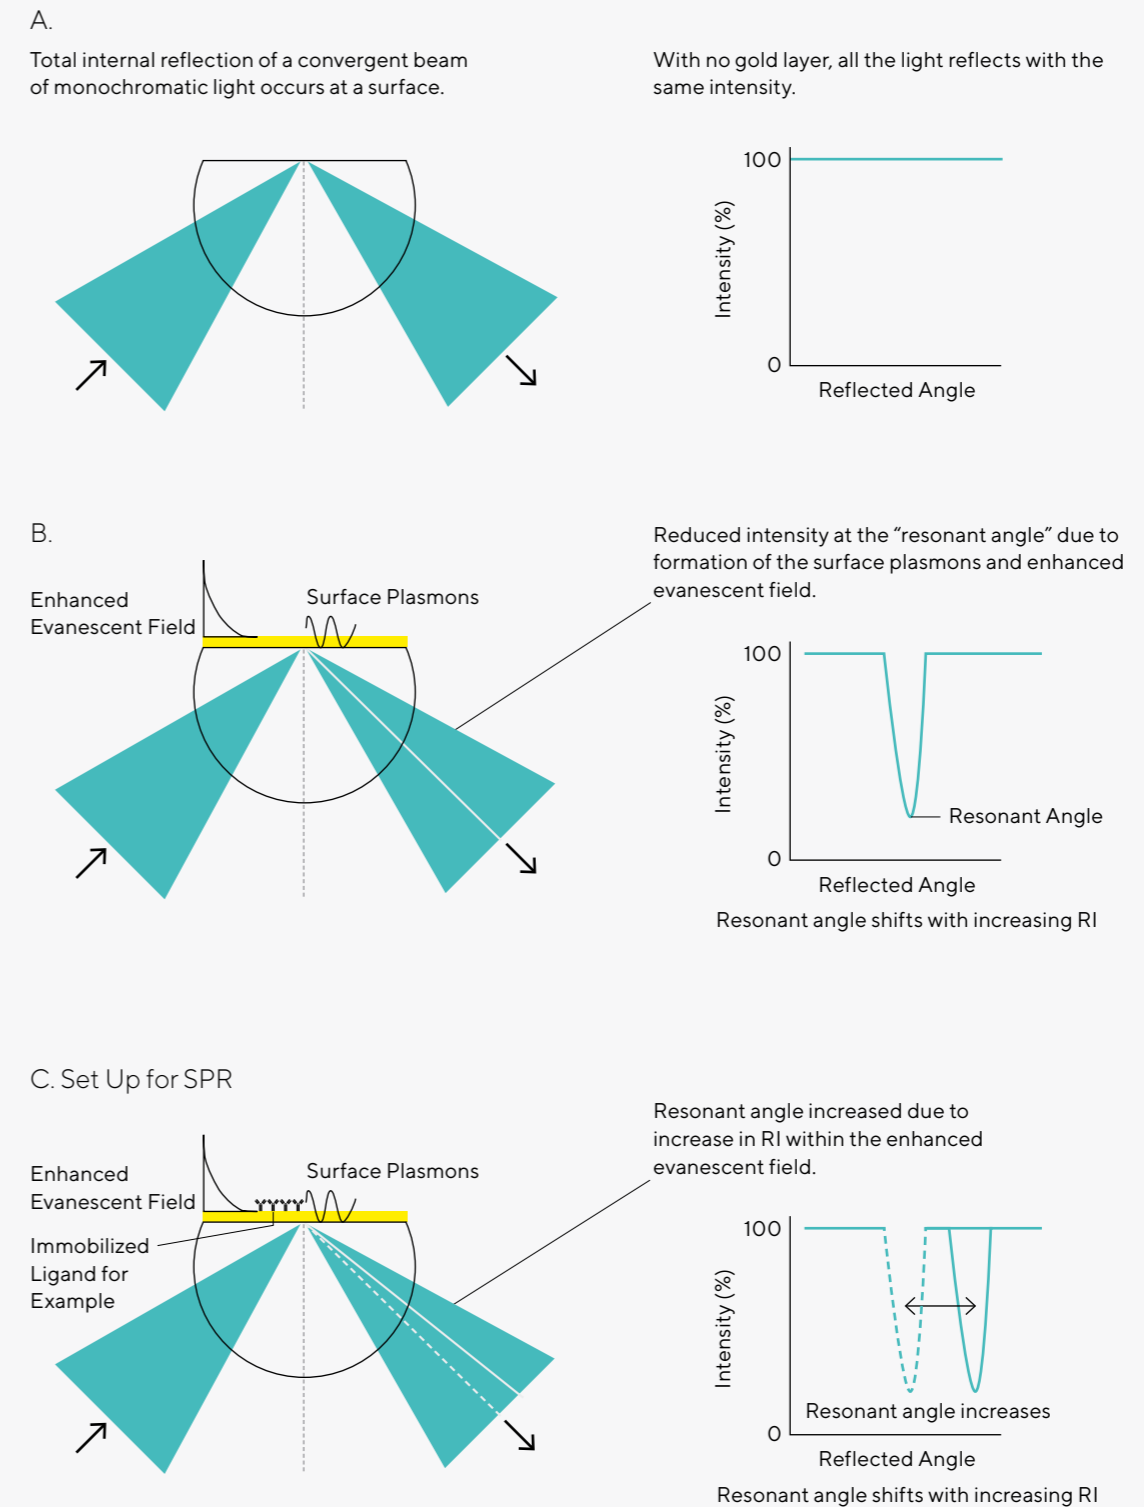 A.
Total internal reflection of a convergent beam
of monochromatic light occurs at a surface.
With no gold layer, all the light reflects with the
same intensity.
100
Intensity (%)
0
Reflected Angle
B.
Enhanced
Evanescent Field
Surface Plasmons
Reduced intensity at the “resonant angle” due to
formation of the surface plasmons and enhanced
evanescent field.
100
Intensity (%)
Resonant Angle
0
Reflected Angle
Resonant angle shifts with increasing RI
C. Set Up for SPR
Enhanced
Evanescent Field
Surface Plasmons
Immobilized
Ligand for
Example
Resonant angle increased due to
increase in RI within the enhanced
evanescent field.
100
Intensity (%)
Resonant angle increases
0
Reflected Angle
Resonant angle shifts with increasing RI